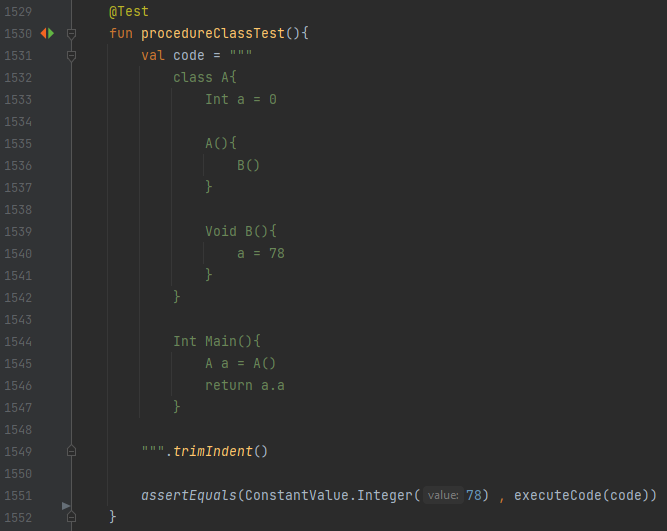 1529 @Test
1530 fun procedureClassTest(){
1531 val code = """
1532 class A{
1533 Int a = 0
1534
1535 A(){
1536 B()
1537 }
1538
1539 Void B(){
1540 a = 78
1541 }
1542 }
1543
1544 Int Main(){
1545 A a = A()
1546 return a.a
1547 }
1548
1549 """.trimIndent()
1550
1551 assertEquals(ConstantValue.Integer( value: 78) , executeCode(code))
1552 }